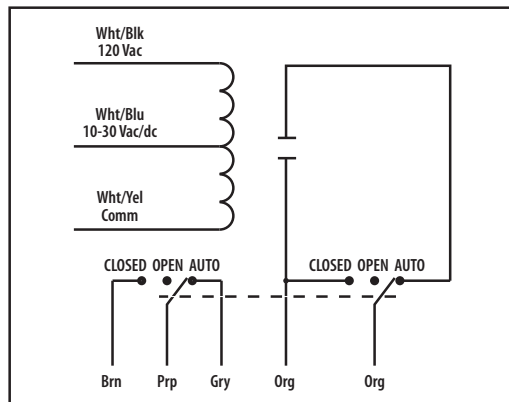 Wht/Blk
120 Vac
Wht/Blu
10-30 Vac/dc
Wht/Yel
Comm
CLOSED OPEN AUTO
CLOSED OPEN AUTO
Brn Prp Gry Org Org